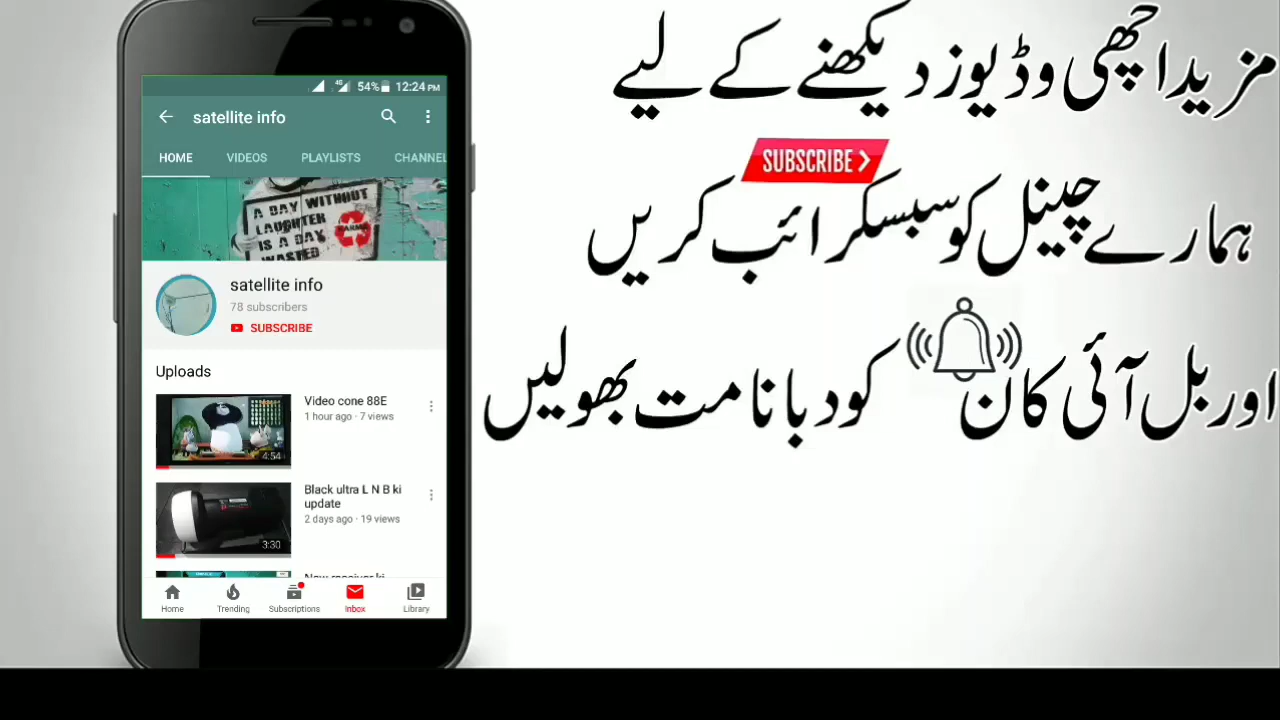 54% 12:24 PM
satellite info
HOME VIDEOS PLAYLISTS CHANNEL
A DAY WITHOUT
LAUGHTER
IS A DAY
WASTED
satellite info
78 subscribers
SUBSCRIBE
Uploads
Video cone 88E
1 hour ago · 7 views
4:54
Black ultra L N B ki
update
2 days ago · 19 views
3:30
New receiver ki
Home Trending Subscriptions Inbox Library
مزید اچھی وڈیوز دیکھنے کے لیے
SUBSCRIBE >
ہمارے چینل کو سبسکرائب کریں
اور بل آئی کان کو دبانا مت بھولیں